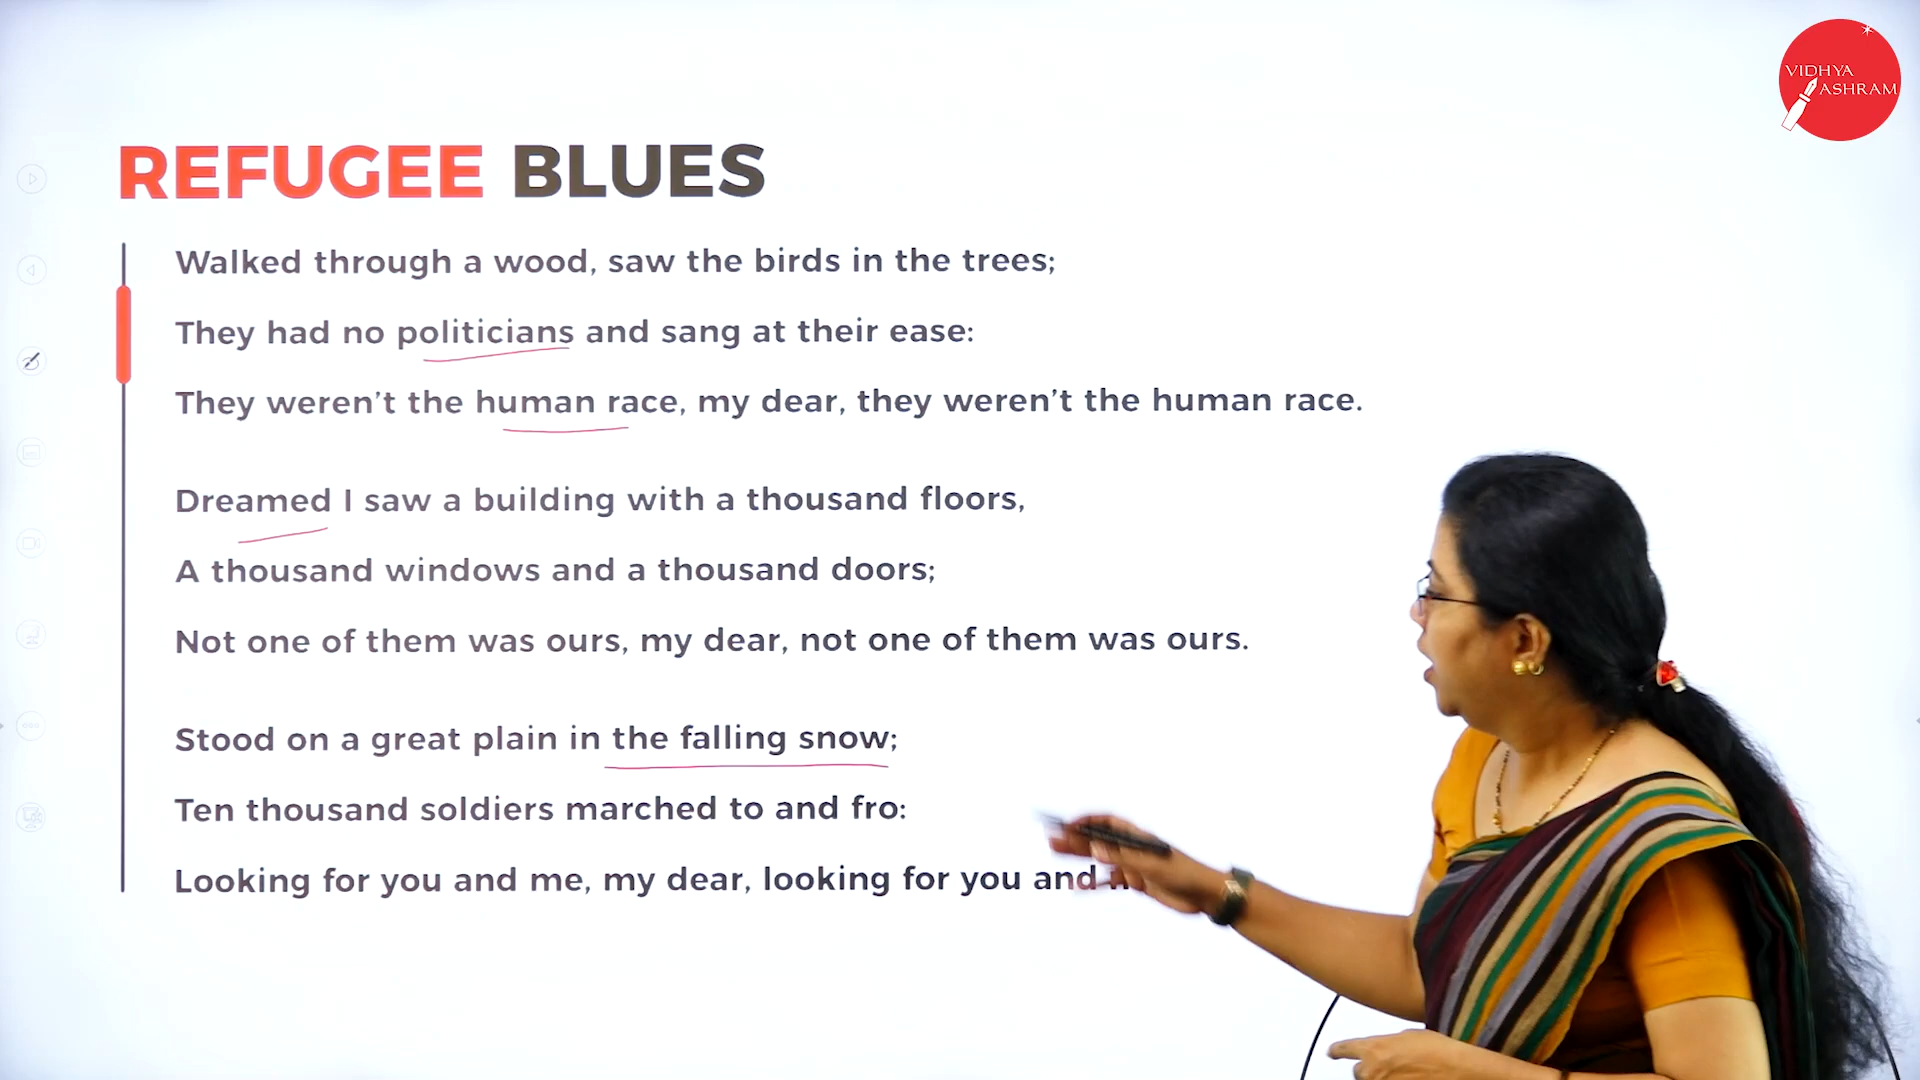 VIDHYA
ASHRAM
REFUGEE BLUES
Walked through a wood, saw the birds in the trees;
They had no politicians and sang at their ease:
They weren't the human race, my dear, they weren't the human race.
Dreamed I saw a building with a thousand floors,
A thousand windows and a thousand doors;
Not one of them was ours, my dear, not one of them was ours.
Stood on a great plain in the falling snow;
Ten thousand soldiers marched to and fro:
Looking for you and me, my dear, looking for you and